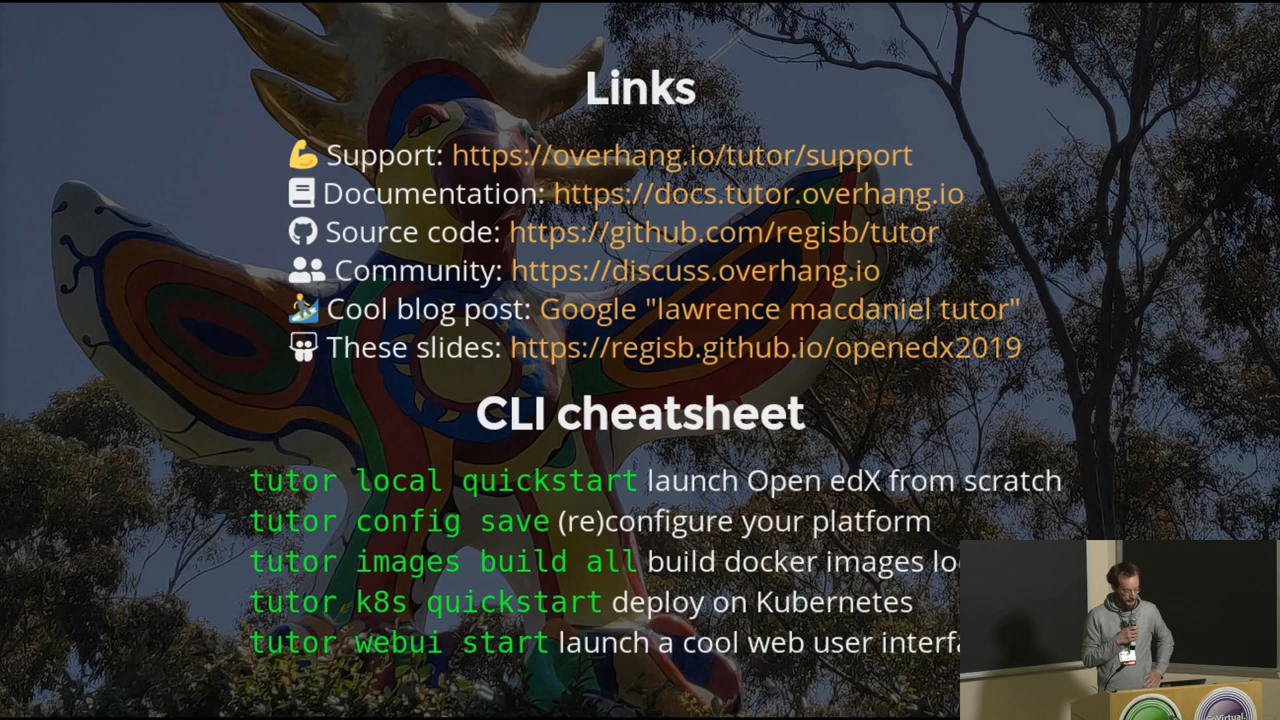 Links
Support: https://overhang.io/tutor/support
Documentation: https://docs.tutor.overhang.io
Source code: https://github.com/regisb/tutor
Community: https://discuss.overhang.io
Cool blog post: Google "lawrence macdaniel tutor"
These slides: https://regisb.github.io/openedx2019
CLI cheatsheet
tutor local quickstart launch Open edX from scratch
tutor config save (re)configure your platform
tutor images build all build docker images lo
tutor k8s quickstart deploy on Kubernetes
tutor webui start launch a cool web user interfa